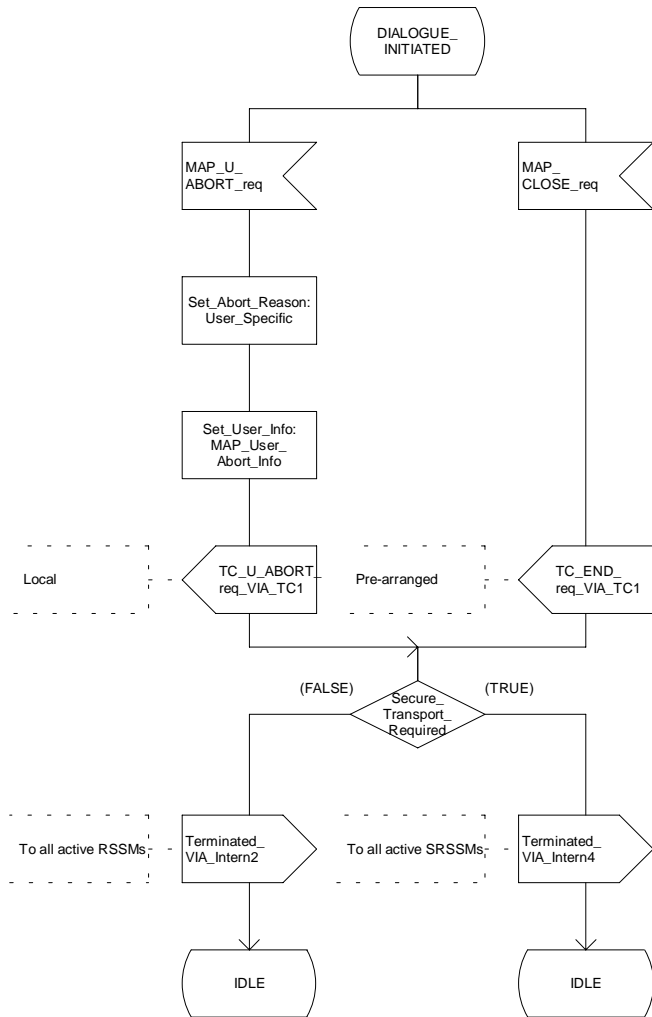 DIALOGUE_
INITIATED
MAP_U_
ABORT_req
MAP_
CLOSE_req
Set_Abort_Reason:
User_Specific
Set_User_Info:
MAP_User_
Abort_Info
Local
TC_U_ABORT_
req_VIA_TC1
Pre-arranged
TC_END_
req_VIA_TC1
(FALSE)
Secure_
Transport_
Required
(TRUE)
To all active RSSMs
Terminated_
VIA_Intern2
To all active SRSSMs
Terminated_
VIA_Intern4
IDLE
IDLE